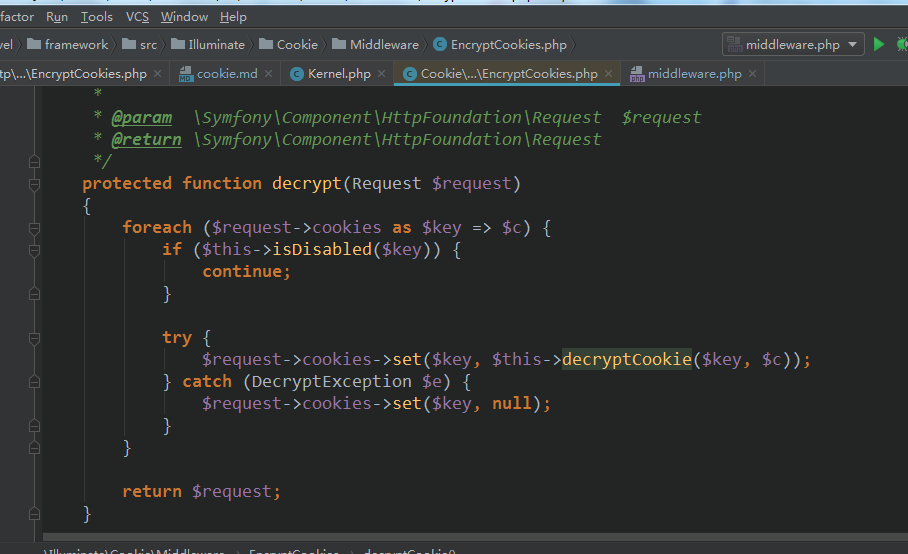 factor Run Tools VCS Window Help
vel framework src Illuminate Cookie Middleware EncryptCookies.php middleware.php
tp\...\EncryptCookies.php cookie.md Kernel.php Cookie\...\EncryptCookies.php middleware.php
*
* @param \Symfony\Component\HttpFoundation\Request $request
* @return \Symfony\Component\HttpFoundation\Request
*/
protected function decrypt(Request $request)
{
foreach ($request->cookies as $key => $c) {
if ($this->isDisabled($key)) {
continue;
}
try {
$request->cookies->set($key, $this->decryptCookie($key, $c));
} catch (DecryptException $e) {
$request->cookies->set($key, null);
}
}
return $request;
}
\Illuminate\Cookie\Middleware EncryptCookies decryptCookie()